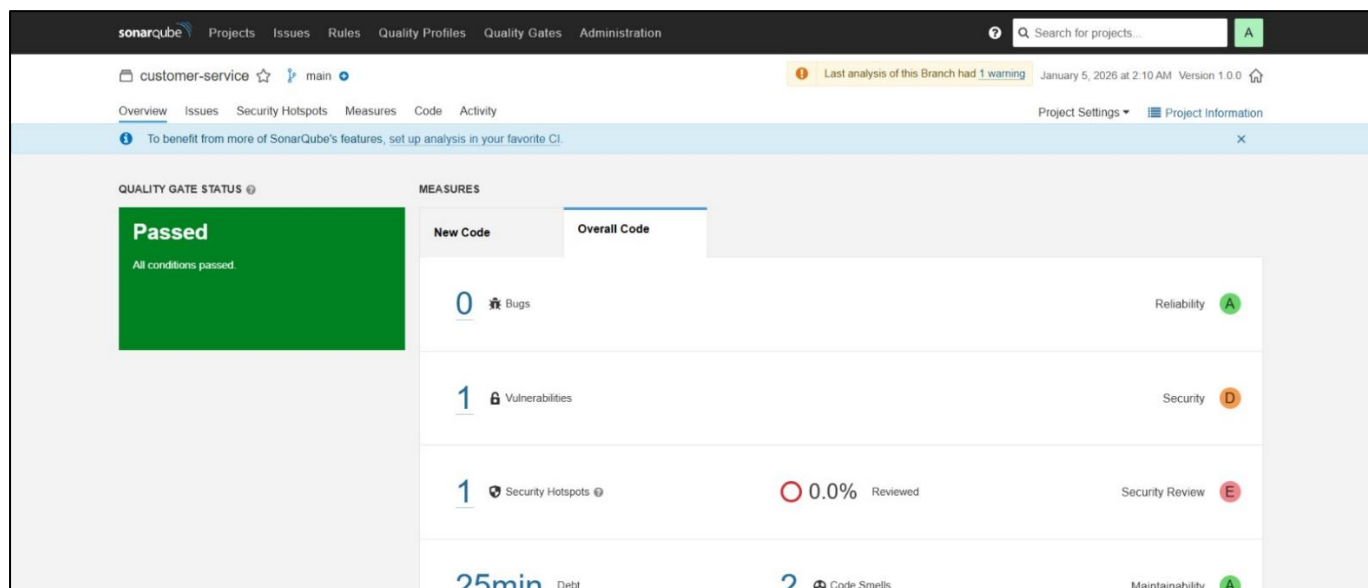 sonarqube Projects Issues Rules Quality Profiles Quality Gates Administration Search for projects... A
customer-service main Last analysis of this Branch had 1 warning January 5, 2026 at 2:10 AM Version 1.0.0
Overview Issues Security Hotspots Measures Code Activity Project Settings Project Information
To benefit from more of SonarQube's features, set up analysis in your favorite CI.
QUALITY GATE STATUS MEASURES
Passed
All conditions passed.
New Code Overall Code
0 Bugs Reliability A
1 Vulnerabilities Security D
1 Security Hotspots 0.0% Reviewed Security Review E
25min Debt 2 Code Smells Maintainability A